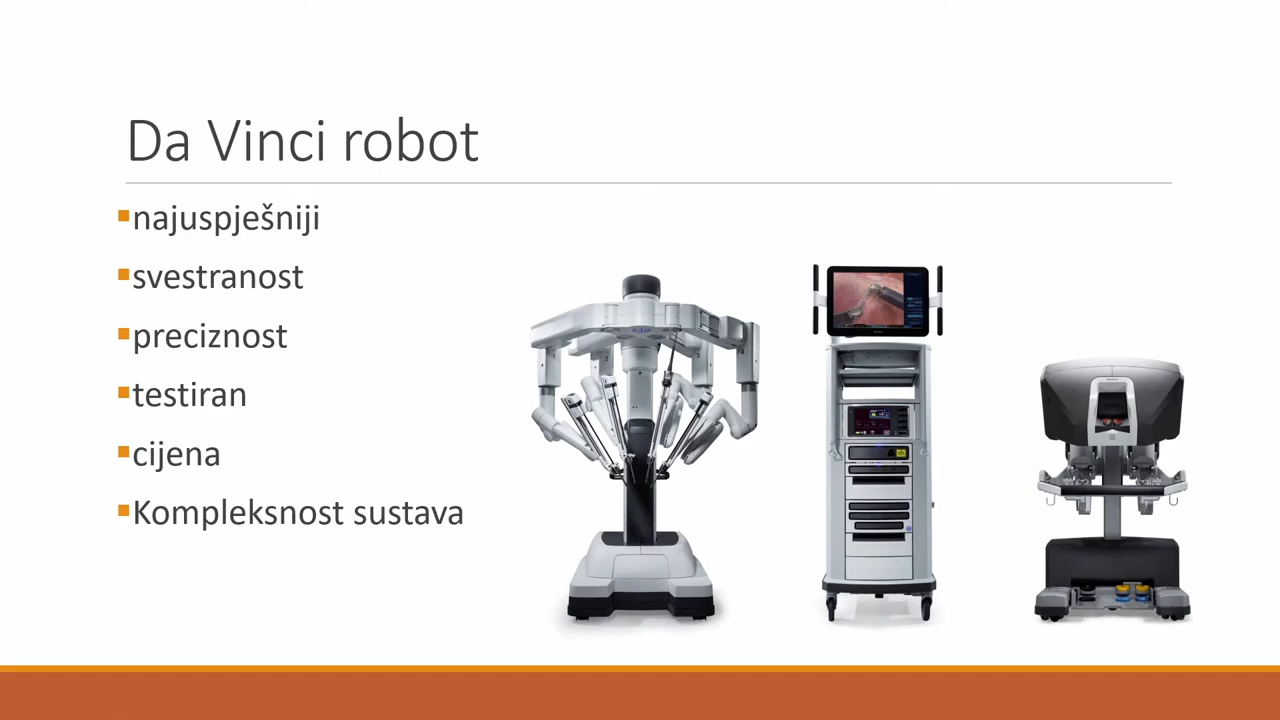 Da Vinci robot
▪najuspješniji
▪svestranost
▪preciznost
▪testiran
▪cijena
▪Kompleksnost sustava